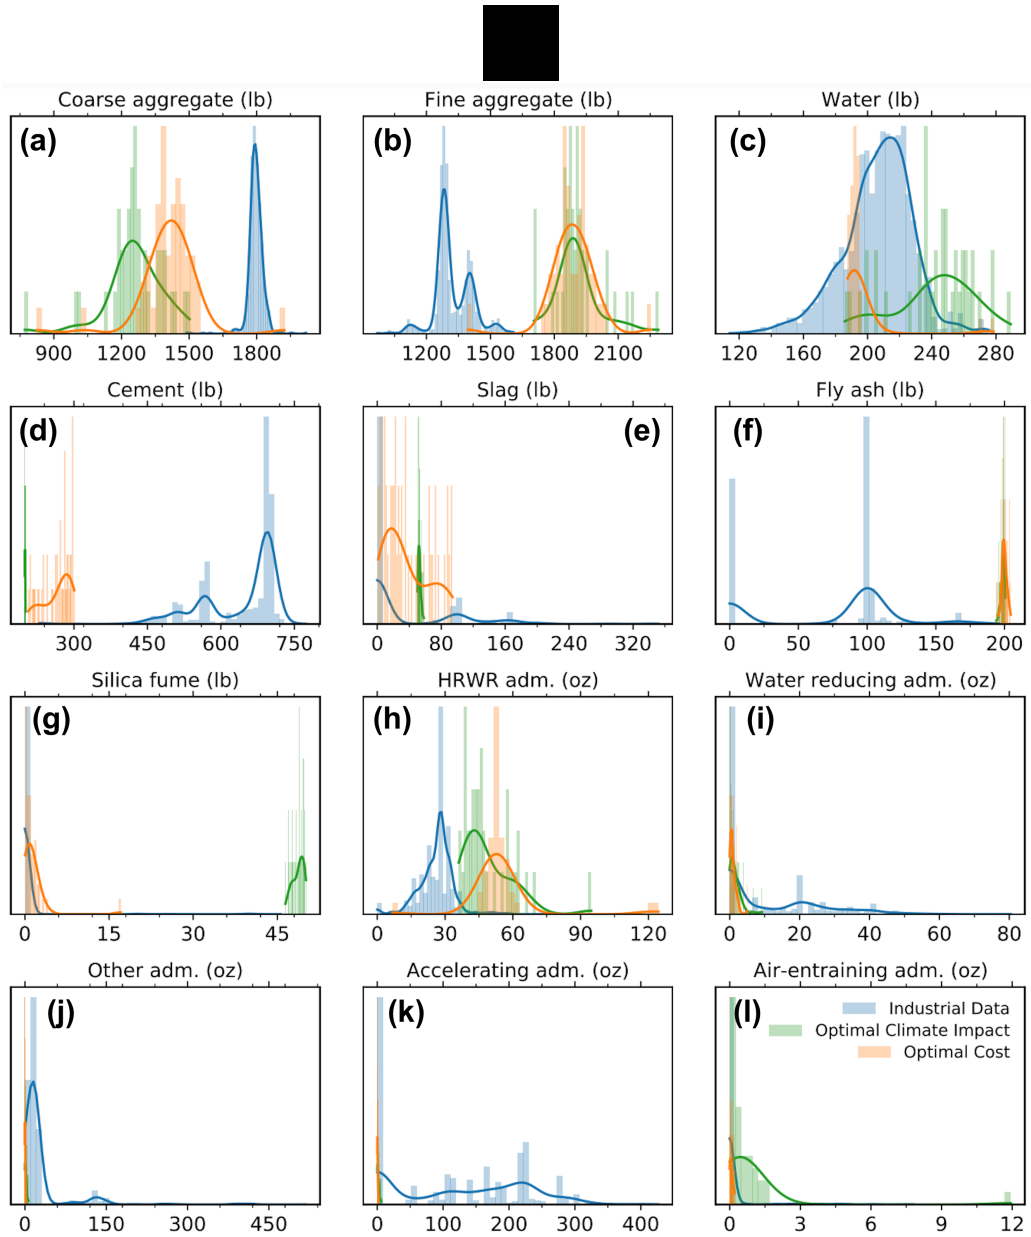 Coarse aggregate (lb)
Fine aggregate (lb)
Water (lb)
(a)
(b)
(c)
900 1200 1500 1800
1200 1500 1800 2100
120 160 200 240 280
Cement (lb)
Slag (lb)
Fly ash (lb)
(d)
(e)
(f)
300 450 600 750
0 80 160 240 320
0 50 100 150 200
Silica fume (lb)
HRWR adm. (oz)
Water reducing adm. (oz)
(g)
(h)
(i)
0 15 30 45
0 30 60 90 120
0 20 40 60 80
Other adm. (oz)
Accelerating adm. (oz)
Air-entraining adm. (oz)
(j)
(k)
(l)
Industrial Data
Optimal Climate Impact
Optimal Cost
0 150 300 450
0 100 200 300 400
0 3 6 9 12